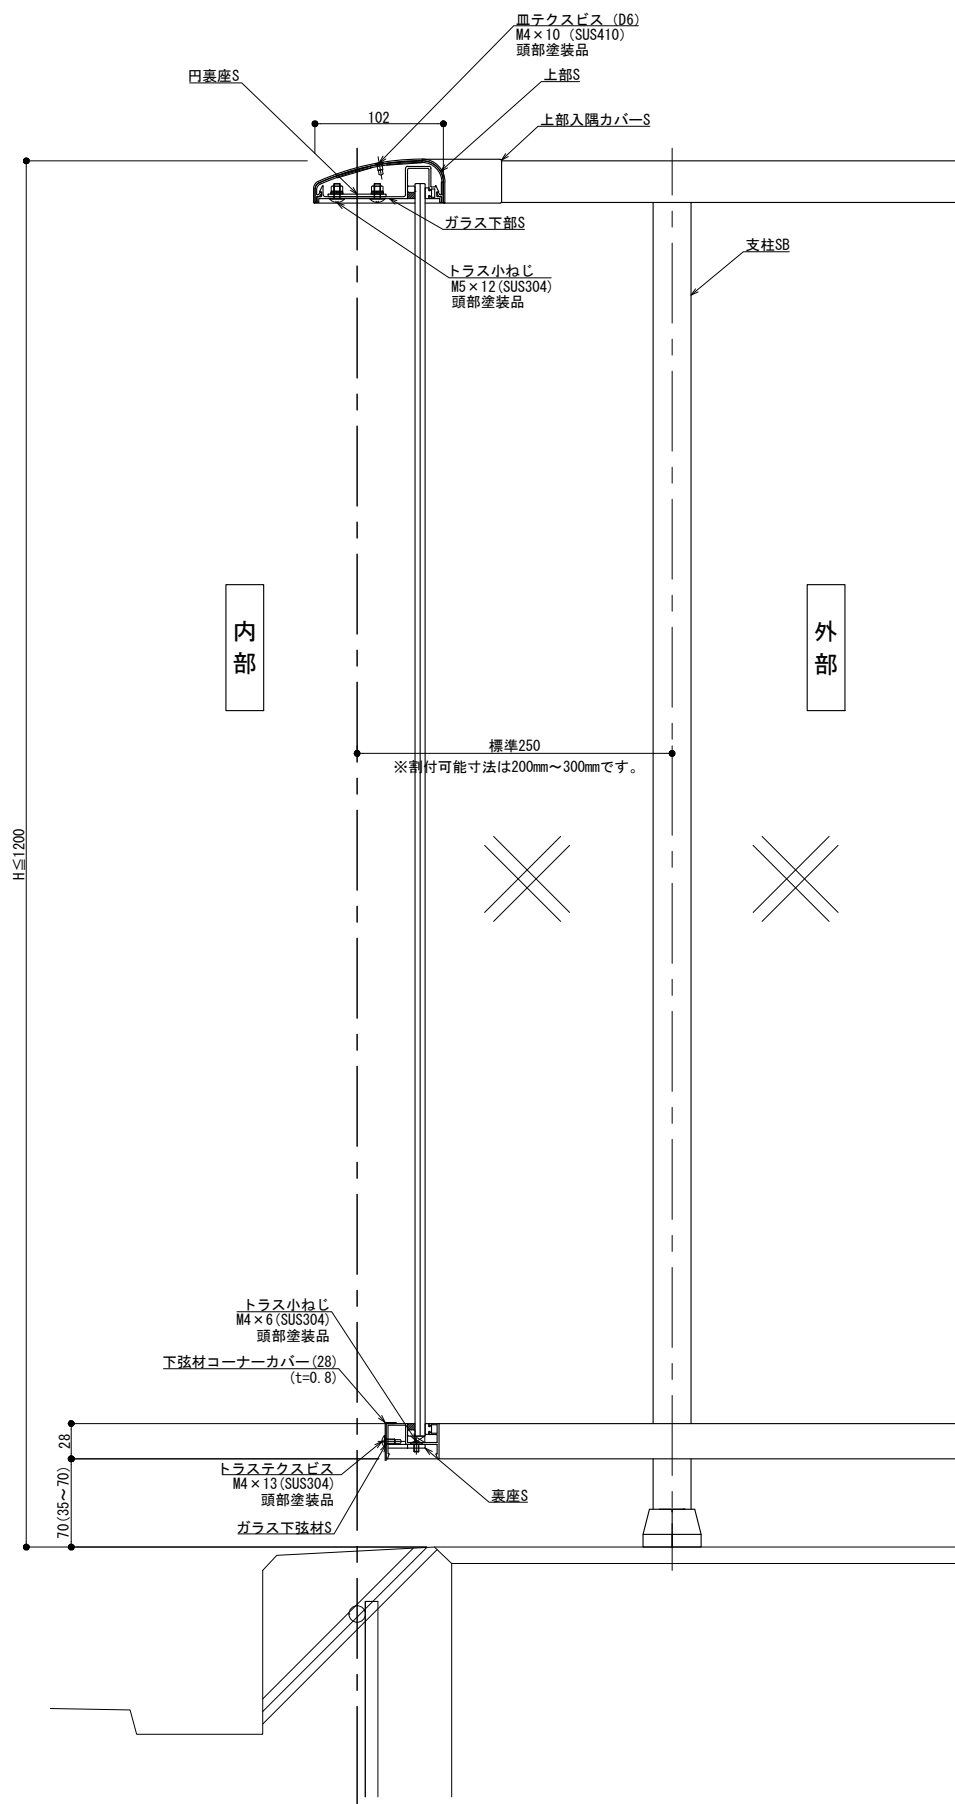 皿テクスビス (D6)
M4×10 (SUS410)
頭部塗装品
円裏座S
上部S
102
上部入隅カバーS
ガラス下部S
支柱SB
トラス小ねじ
M5×12(SUS304)
頭部塗装品
内部
外部
標準250
※割付可能寸法は200mm～300mmです。
H≦1200
トラス小ねじ
M4×6(SUS304)
頭部塗装品
下弦材コーナーカバー(28)
(t=0.8)
28
トラステクスビス
M4×13(SUS304)
頭部塗装品
裏座S
70(35～70)
ガラス下弦材S